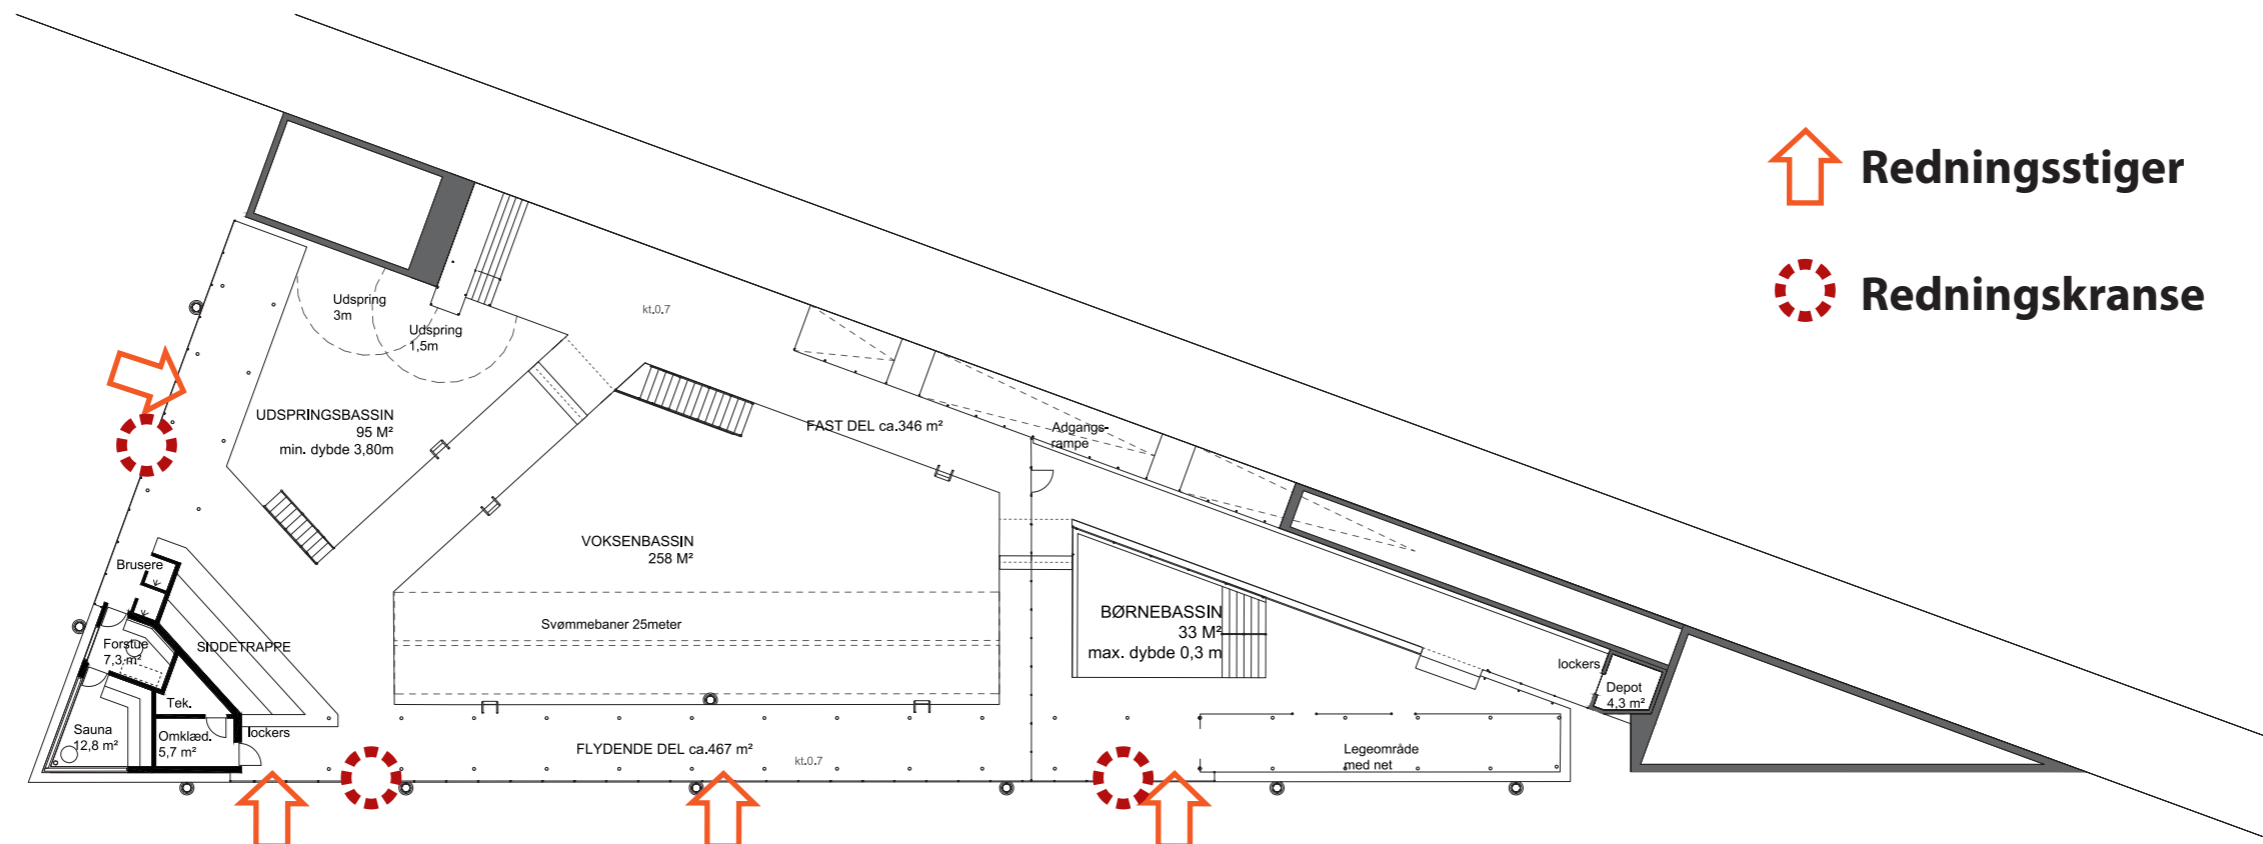 Redningsstiger
Redningskranse
Udspring
3m
Udspring
1,5m
kt.0.7
UDSPRINGSBASSIN
95 M²
min. dybde 3,80m
FAST DEL ca.346 m²
Adgangs-
rampe
VOKSENBASSIN
258 M²
Svømmebaner 25meter
BØRNEBASSIN
33 M²
max. dybde 0,3 m
Brusere
Forstue
7,3 m²
SIDDETRAPPE
Tek.
Sauna
12,8 m²
Omklæd.
5,7 m²
lockers
FLYDENDE DEL ca.467 m²
kt.0.7
Legeområde
med net
lockers
Depot
4,3 m²